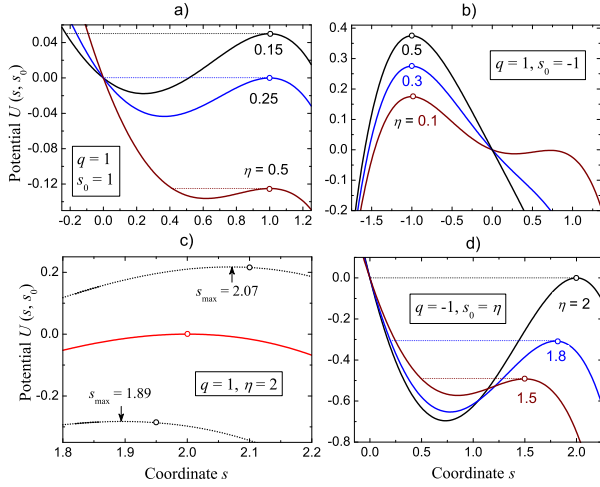 a)
Potential U (s, s₀)
0.04
0.00
-0.04
-0.08
-0.12
0.15
0.25
η = 0.5
q = 1
s₀ = 1
-0.2 0.0 0.2 0.4 0.6 0.8 1.0 1.2
b)
0.4
0.3
0.2
0.1
0.0
-0.1
-0.2
0.5
0.3
η = 0.1
q = 1, s₀ = -1
-1.5 -1.0 -0.5 0.0 0.5 1.0
c)
Potential U (s, s₀)
0.2
0.0
-0.2
s_max = 2.07
s_max = 1.89
q = 1, η = 2
1.8 1.9 2.0 2.1 2.2
Coordinate s
d)
0.0
-0.2
-0.4
-0.6
-0.8
q = -1, s₀ = η
η = 2
1.8
1.5
0.0 0.5 1.0 1.5 2.0
Coordinate s